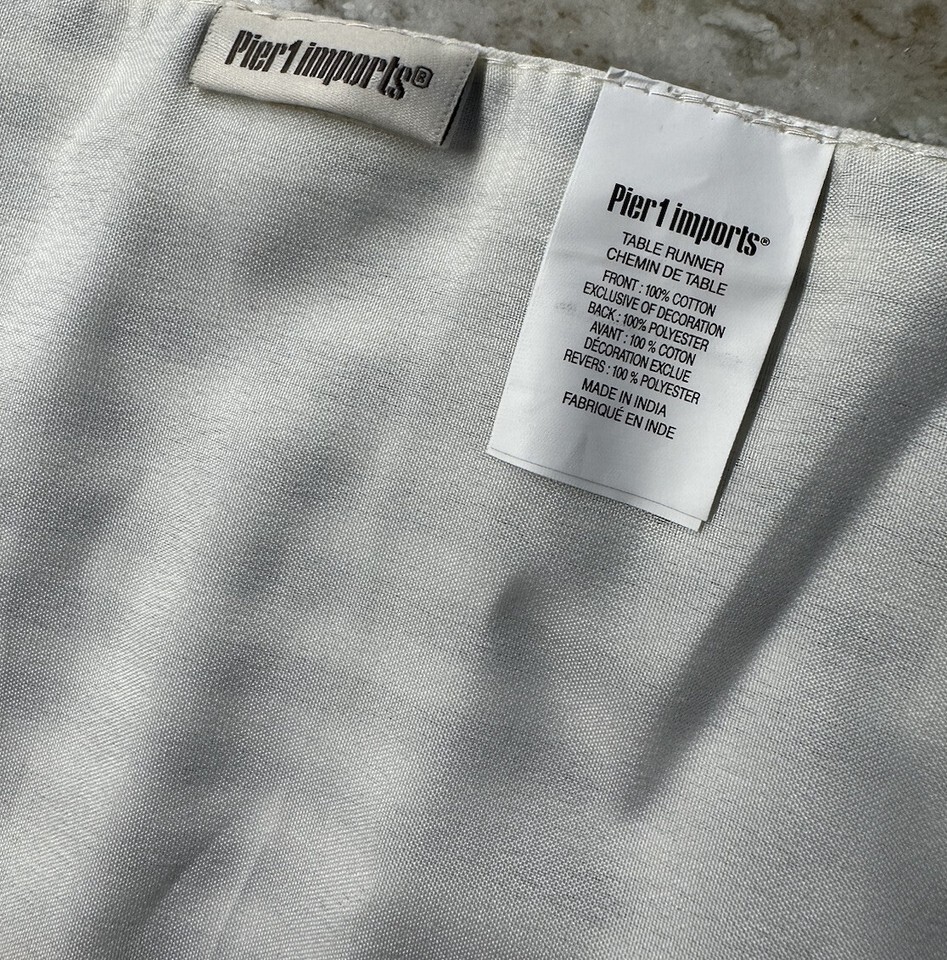 Pier1 imports®
Pier1 imports®
TABLE RUNNER
CHEMIN DE TABLE
FRONT : 100% COTTON
EXCLUSIVE OF DECORATION
BACK : 100% POLYESTER
AVANT : 100 % COTON
DÉCORATION EXCLUE
REVERS : 100 % POLYESTER
MADE IN INDIA
FABRIQUÉ EN INDE